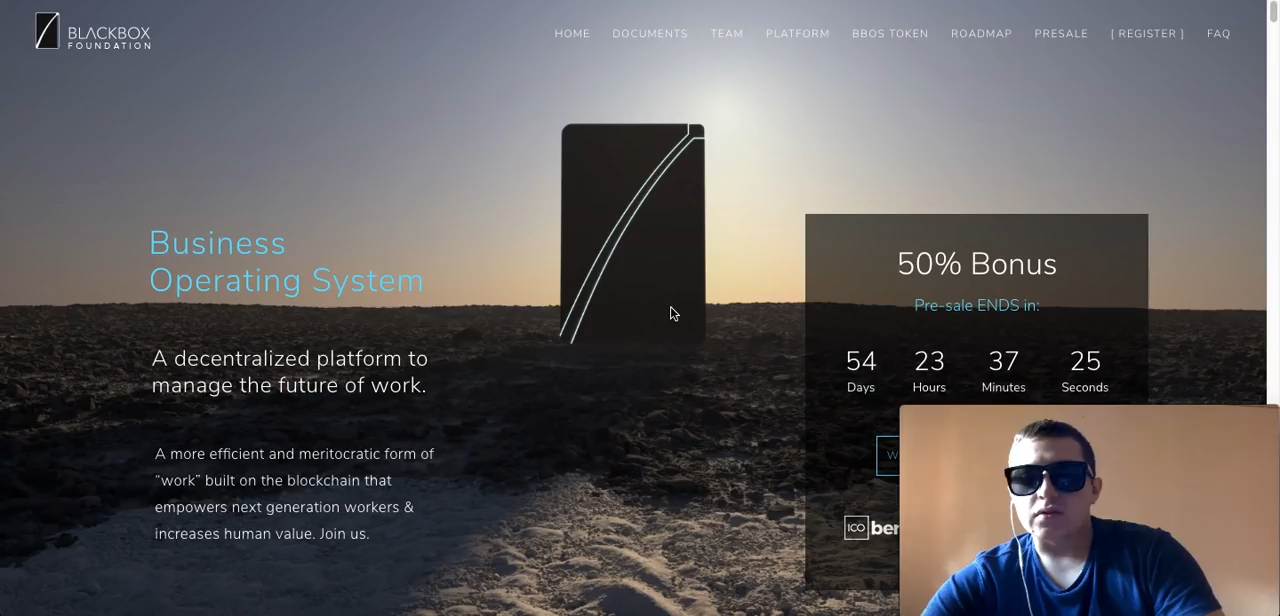 BLACKBOX
FOUNDATION
HOME DOCUMENTS TEAM PLATFORM BBOS TOKEN ROADMAP PRESALE [ REGISTER ] FAQ
Business
Operating System
A decentralized platform to
manage the future of work.
A more efficient and meritocratic form of
“work” built on the blockchain that
empowers next generation workers &
increases human value. Join us.
50% Bonus
Pre-sale ENDS in:
54 23 37 25
Days Hours Minutes Seconds
ICO